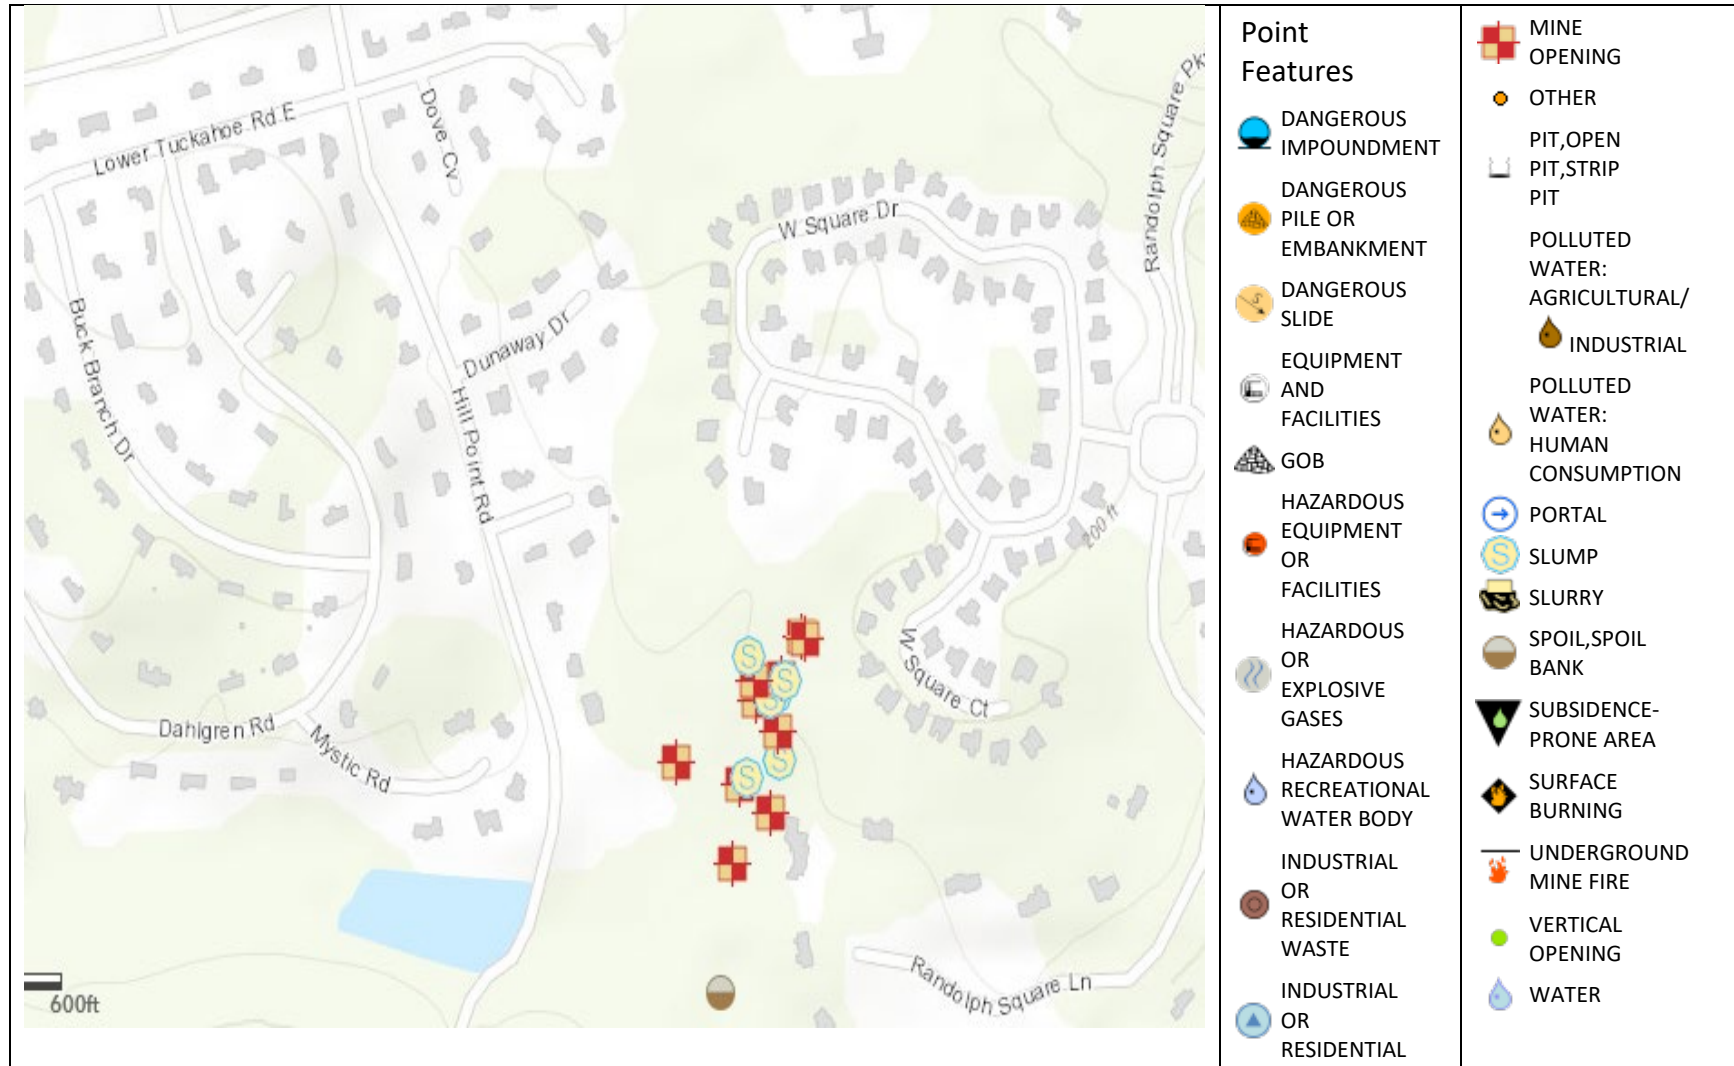 Lower Tuckahoe Rd E
Dove Cv
Randolph Square Pk
W Square Dr
Buck Branch Dr
Dunaway Dr
Hill Point Rd
200 ft
W Square Ct
Dahlgren Rd
Mystic Rd
Randolph Square Ln
600ft
S
S
S
S
S
Point
Features
DANGEROUS
IMPOUNDMENT
DANGEROUS
PILE OR
EMBANKMENT
DANGEROUS
SLIDE
EQUIPMENT
AND
FACILITIES
GOB
HAZARDOUS
EQUIPMENT
OR
FACILITIES
HAZARDOUS
OR
EXPLOSIVE
GASES
HAZARDOUS
RECREATIONAL
WATER BODY
INDUSTRIAL
OR
RESIDENTIAL
WASTE
INDUSTRIAL
OR
RESIDENTIAL
MINE
OPENING
OTHER
PIT,OPEN
PIT,STRIP
PIT
POLLUTED
WATER:
AGRICULTURAL/
INDUSTRIAL
POLLUTED
WATER:
HUMAN
CONSUMPTION
PORTAL
S SLUMP
SLURRY
SPOIL,SPOIL
BANK
SUBSIDENCE-
PRONE AREA
SURFACE
BURNING
UNDERGROUND
MINE FIRE
VERTICAL
OPENING
WATER